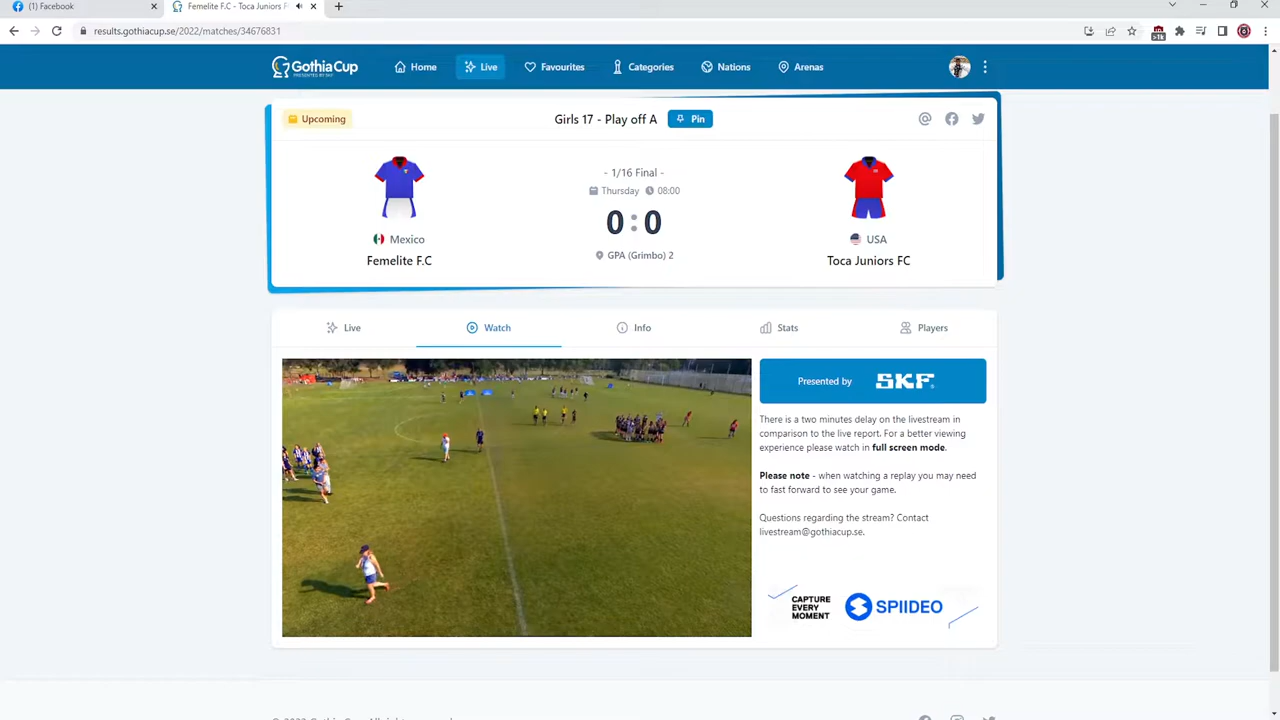 (1) Facebook
Femelite F.C - Toca Juniors F
results.gothiacup.se/2022/matches/34676831
GothiaCup
PRESENTED BY SKF
Home
Live
Favourites
Categories
Nations
Arenas
Upcoming
Girls 17 - Play off A
Pin
- 1/16 Final -
Thursday 08:00
0 : 0
GPA (Grimbo) 2
Mexico
Femelite F.C
USA
Toca Juniors FC
Live
Watch
Info
Stats
Players
Presented by SKF
There is a two minutes delay on the livestream in
comparison to the live report. For a better viewing
experience please watch in full screen mode.
Please note - when watching a replay you may need
to fast forward to see your game.
Questions regarding the stream? Contact
livestream@gothiacup.se.
CAPTURE
EVERY
MOMENT
SPIIDEO